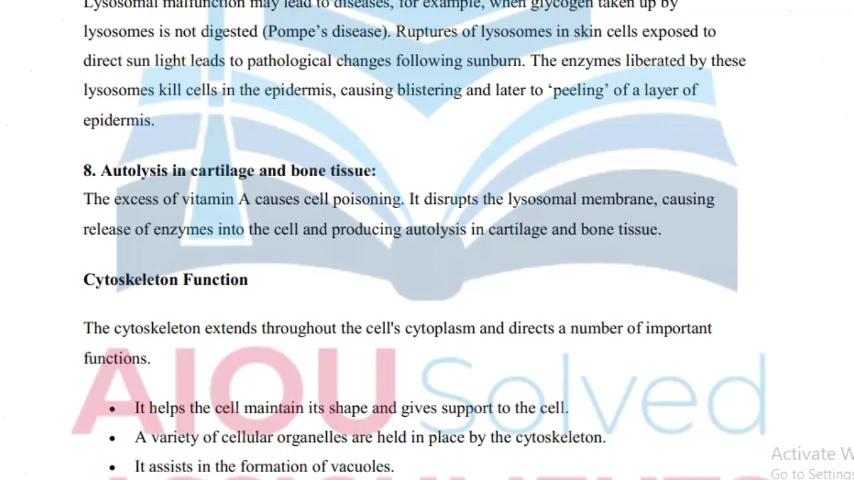 Lysosomal malfunction may lead to diseases, for example, when glycogen taken up by
lysosomes is not digested (Pompe's disease). Ruptures of lysosomes in skin cells exposed to
direct sun light leads to pathological changes following sunburn. The enzymes liberated by these
lysosomes kill cells in the epidermis, causing blistering and later to ‘peeling’ of a layer of
epidermis.
8. Autolysis in cartilage and bone tissue:
The excess of vitamin A causes cell poisoning. It disrupts the lysosomal membrane, causing
release of enzymes into the cell and producing autolysis in cartilage and bone tissue.
Cytoskeleton Function
The cytoskeleton extends throughout the cell's cytoplasm and directs a number of important
functions.
AIOU Solved
• It helps the cell maintain its shape and gives support to the cell.
• A variety of cellular organelles are held in place by the cytoskeleton.
Activate W
• It assists in the formation of vacuoles.
Go to Settings
ASSIGNMENTS